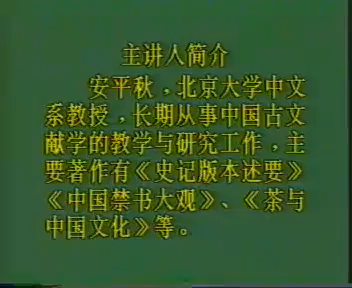 主讲人简介
安平秋，北京大学中文
系教授，长期从事中国古文
献学的教学与研究工作，主
要著作有《史记版本述要》
《中国禁书大观》、《茶与
中国文化》等。